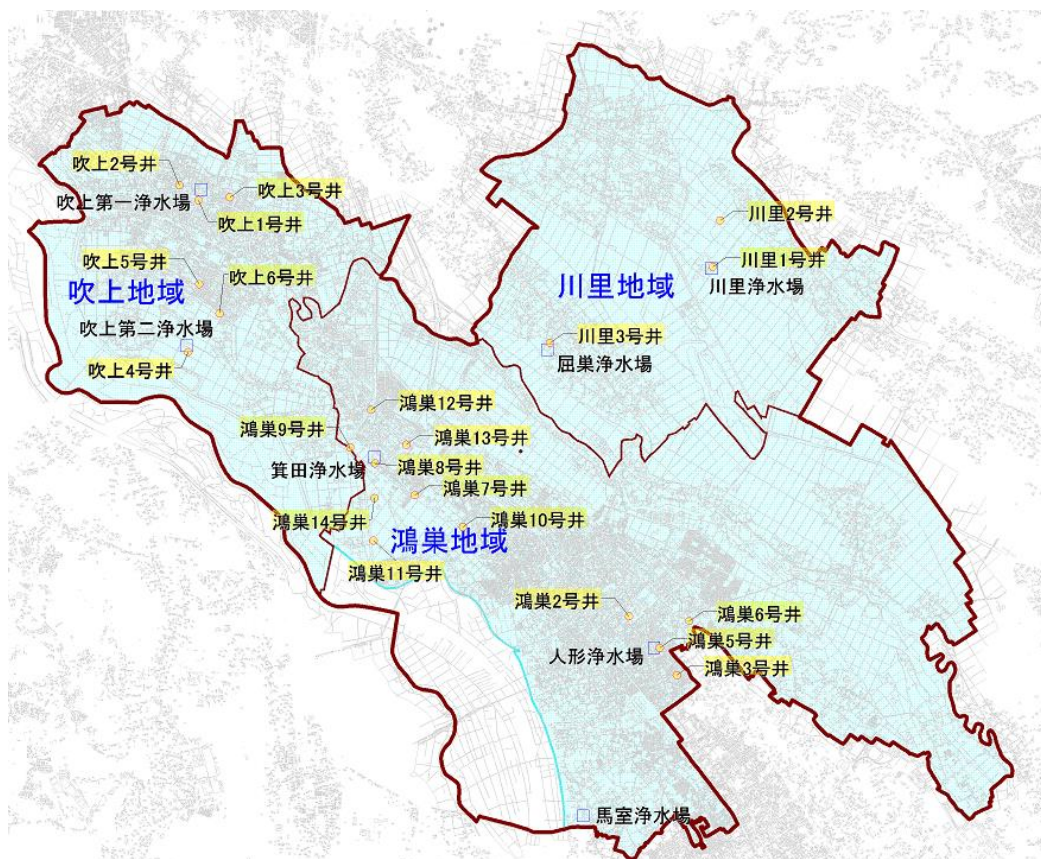 吹上2号井
吹上3号井
吹上第一浄水場
吹上1号井
川里2号井
吹上5号井
吹上6号井
川里1号井
吹上地域
川里地域
川里浄水場
吹上第二浄水場
川里3号井
吹上4号井
屈巣浄水場
鴻巣12号井
鴻巣9号井
鴻巣13号井
箕田浄水場
鴻巣8号井
鴻巣7号井
鴻巣14号井
鴻巣10号井
鴻巣地域
鴻巣11号井
鴻巣2号井
鴻巣6号井
鴻巣5号井
人形浄水場
鴻巣3号井
馬室浄水場